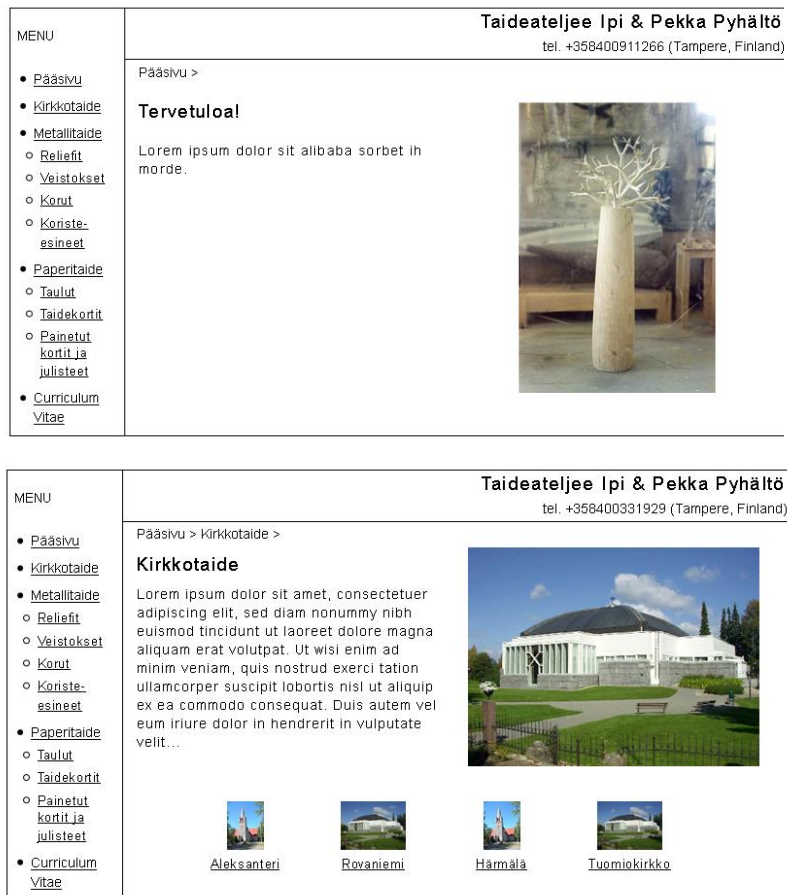 MENU
Taideateljee Ipi & Pekka Pyhältö
tel. +358400911266 (Tampere, Finland)
Pääsivu
Kirkkotaide
Metallitaide
Reliefit
Veistokset
Korut
Koriste-
esineet
Paperitaide
Taulut
Taidekortit
Painetut
kortit ja
julisteet
Curriculum
Vitae
Pääsivu >
Tervetuloa!
Lorem ipsum dolor sit alibaba sorbet ih
morde.
MENU
Taideateljee Ipi & Pekka Pyhältö
tel. +358400331929 (Tampere, Finland)
Pääsivu
Kirkkotaide
Metallitaide
Reliefit
Veistokset
Korut
Koriste-
esineet
Paperitaide
Taulut
Taidekortit
Painetut
kortit ja
julisteet
Curriculum
Vitae
Pääsivu > Kirkkotaide >
Kirkkotaide
Lorem ipsum dolor sit amet, consectetuer
adipiscing elit, sed diam nonummy nibh
euismod tincidunt ut laoreet dolore magna
aliquam erat volutpat. Ut wisi enim ad
minim veniam, quis nostrud exerci tation
ullamcorper suscipit lobortis nisl ut aliquip
ex ea commodo consequat. Duis autem vel
eum iriure dolor in hendrerit in vulputate
velit...
Aleksanteri
Rovaniemi
Härmälä
Tuomiokirkko